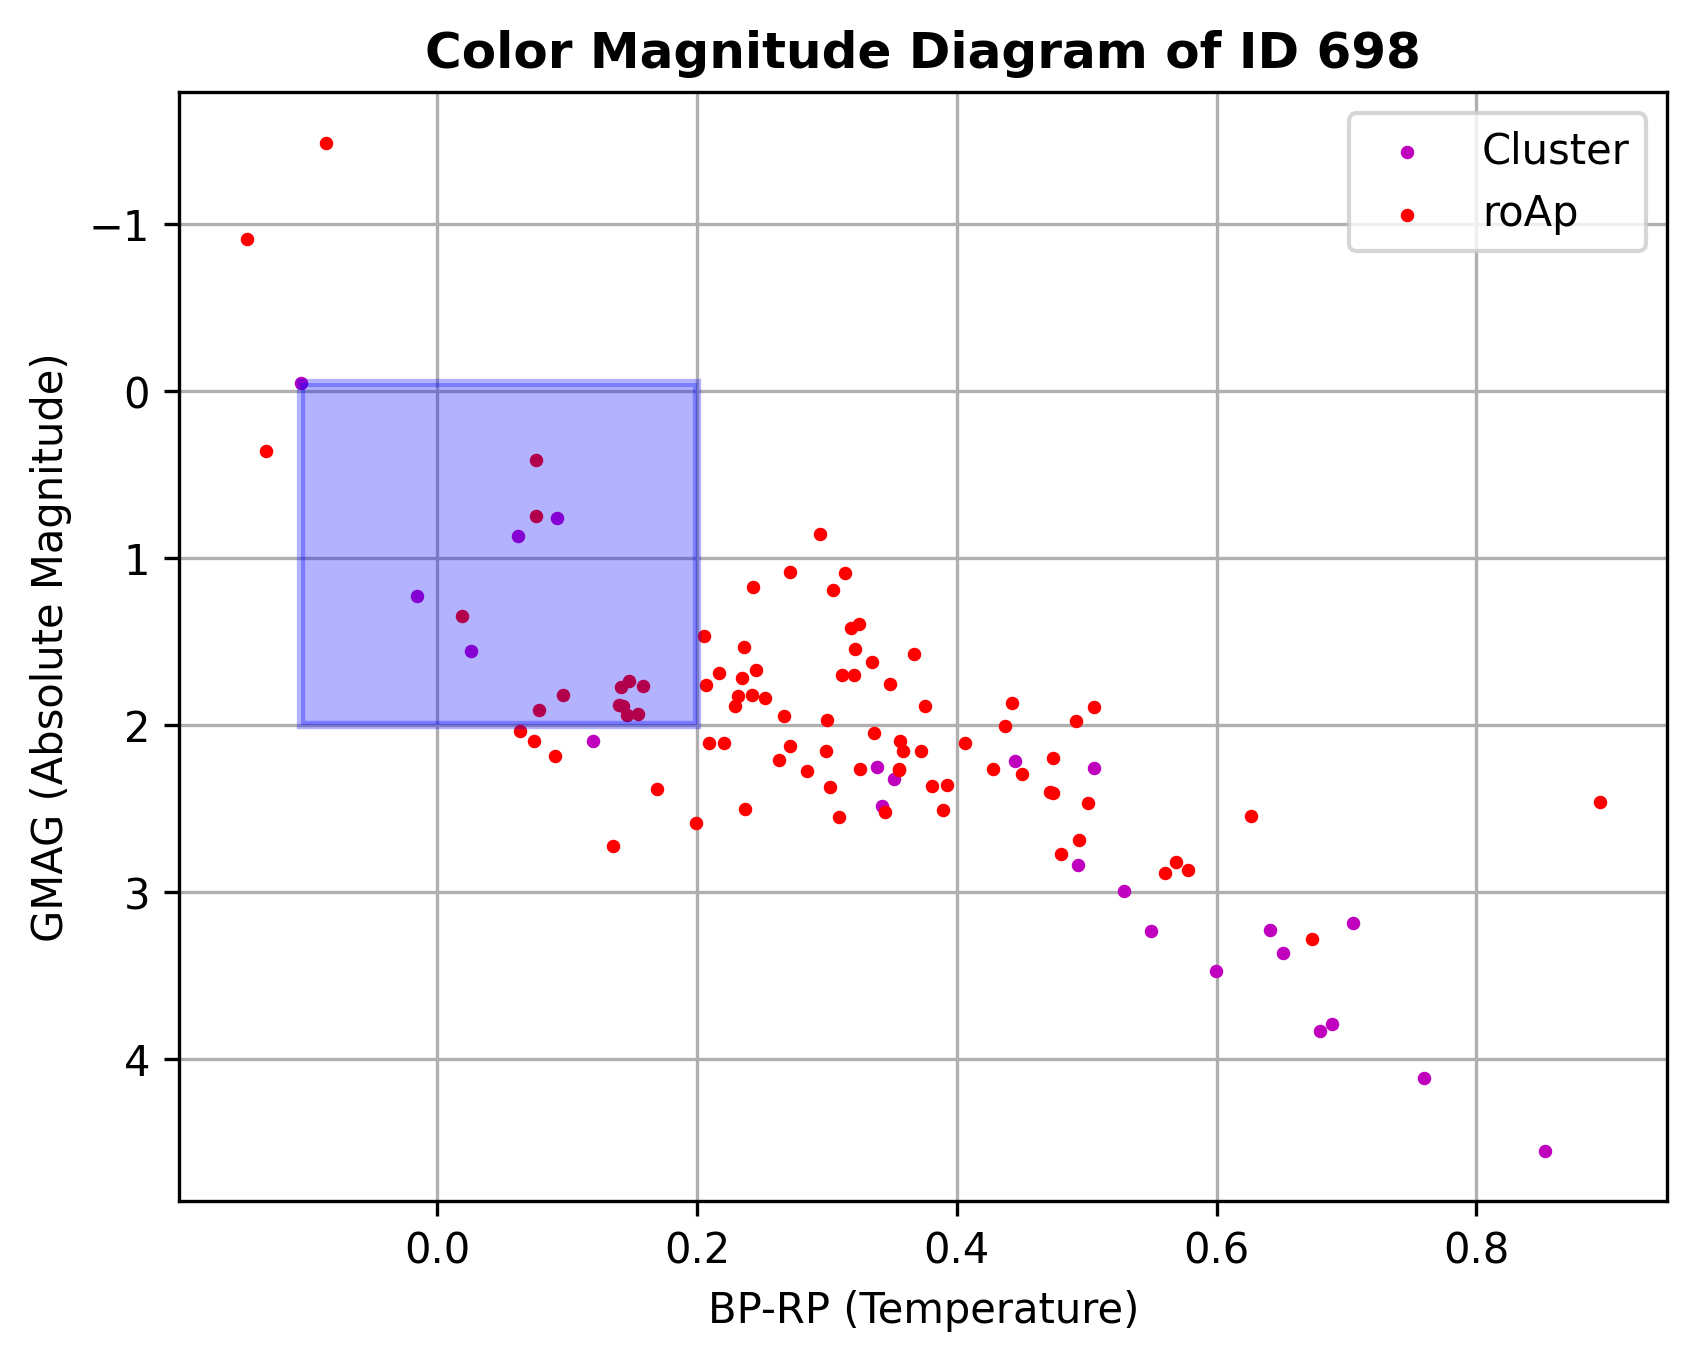 Color Magnitude Diagram of ID 698
Cluster
roAp
GMAG (Absolute Magnitude)
−1
0
1
2
3
4
0.0 0.2 0.4 0.6 0.8
BP-RP (Temperature)